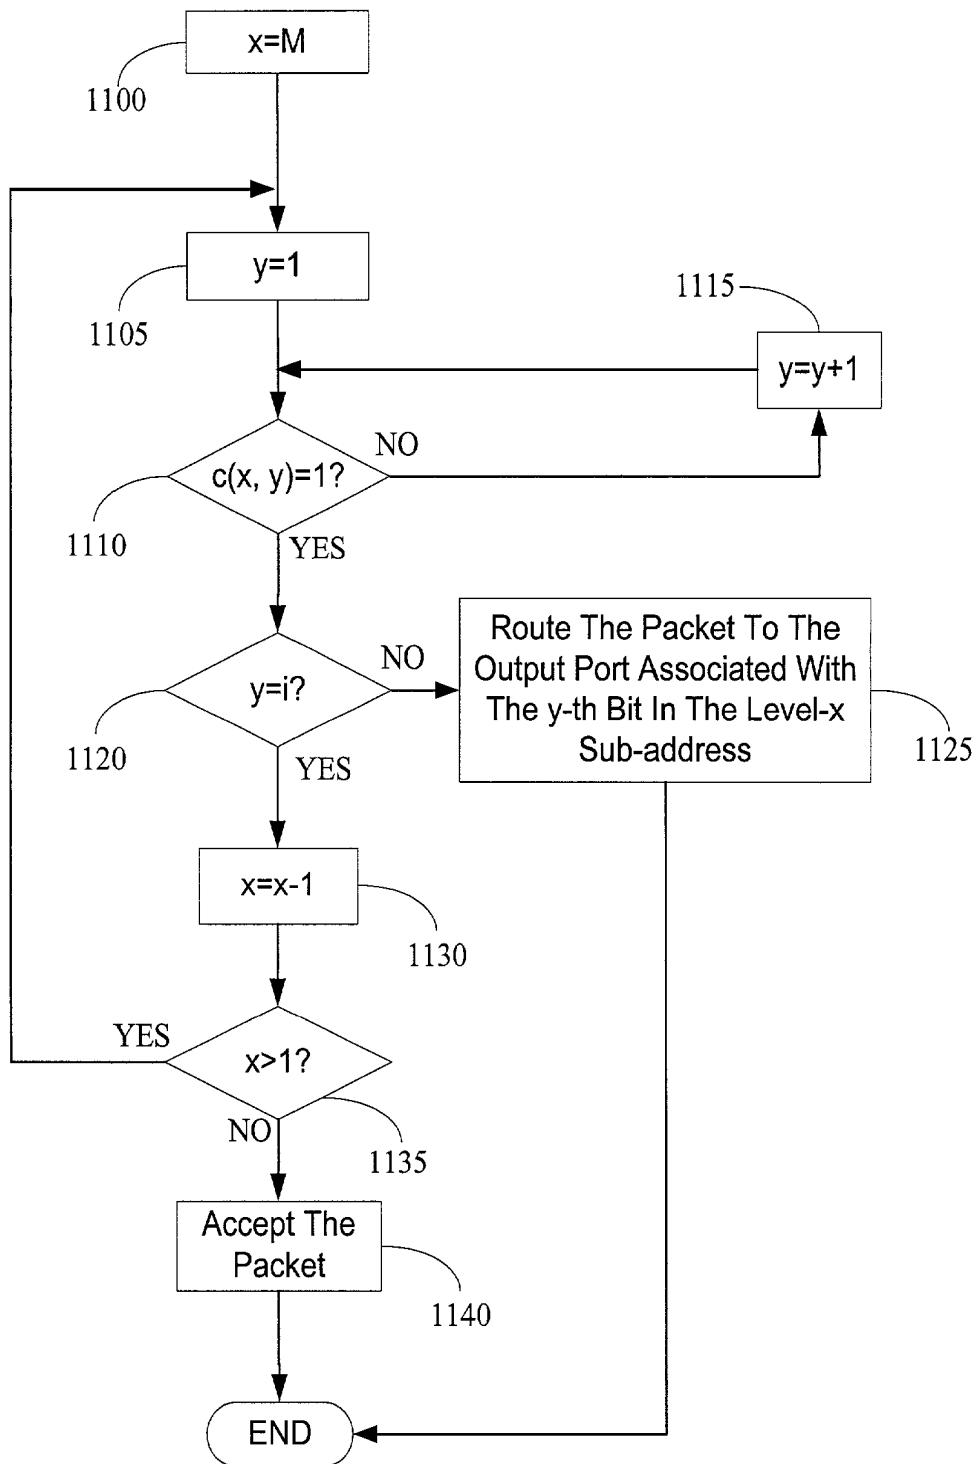 x=M
1100
y=1
1105
1115
y=y+1
c(x, y)=1?
NO
1110
YES
y=i?
NO
1120
YES
Route The Packet To The
Output Port Associated With
The y-th Bit In The Level-x
Sub-address
1125
x=x-1
1130
YES
x>1?
NO
1135
Accept The
Packet
1140
END